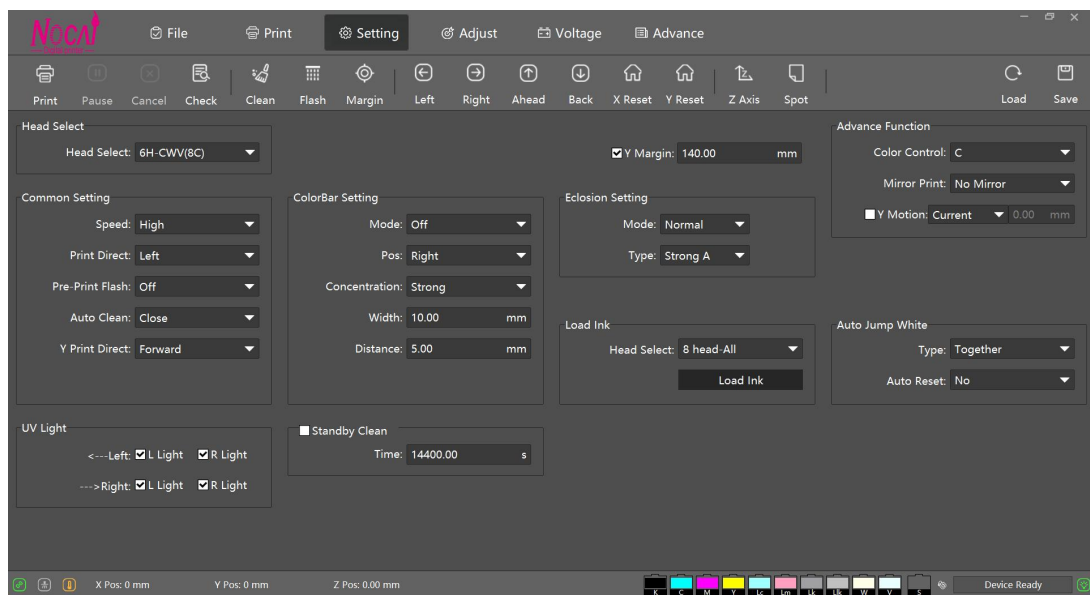 Nocai
File Print Setting Adjust Voltage Advance
Print Pause Cancel Check Clean Flash Margin Left Right Ahead Back X Reset Y Reset Z Axis Spot Load Save
Head Select
Head Select: 6H-CWV(8C)
Y Margin: 140.00 mm
Advance Function
Color Control: C
Mirror Print: No Mirror
Y Motion: Current 0.00 mm
Common Setting
Speed: High
Print Direct: Left
Pre-Print Flash: Off
Auto Clean: Close
Y Print Direct: Forward
ColorBar Setting
Mode: Off
Pos: Right
Concentration: Strong
Width: 10.00 mm
Distance: 5.00 mm
Eclosion Setting
Mode: Normal
Type: Strong A
Load Ink
Head Select: 8 head-All
Load Ink
Auto Jump White
Type: Together
Auto Reset: No
UV Light
<---Left: L Light R Light
--->Right: L Light R Light
Standby Clean
Time: 14400.00 s
X Pos: 0 mm Y Pos: 0 mm Z Pos: 0.00 mm
K C M Y Lc Lm Lk Llk W V S
Device Ready